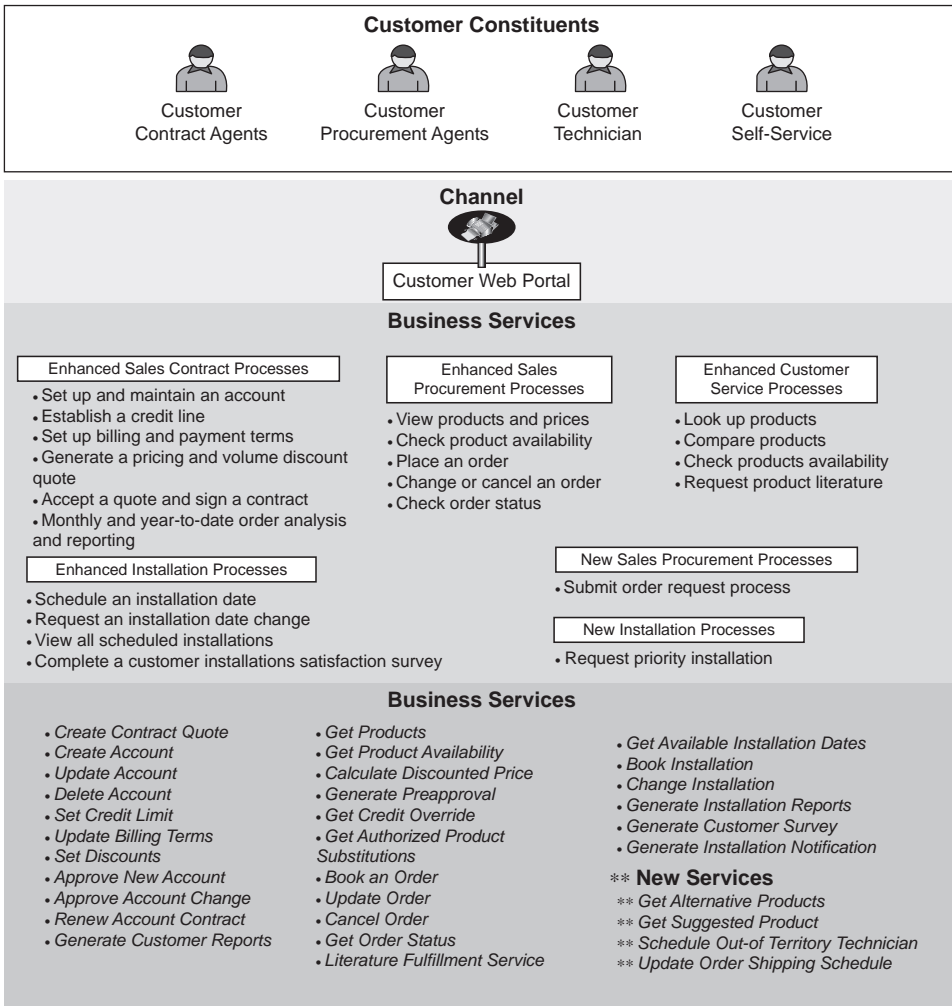 Customer Constituents
Customer
Contract Agents
Customer
Procurement Agents
Customer
Technician
Customer
Self-Service
Channel
Customer Web Portal
Business Services
Enhanced Sales Contract Processes
• Set up and maintain an account
• Establish a credit line
• Set up billing and payment terms
• Generate a pricing and volume discount
quote
• Accept a quote and sign a contract
• Monthly and year-to-date order analysis
and reporting
Enhanced Sales
Procurement Processes
• View products and prices
• Check product availability
• Place an order
• Change or cancel an order
• Check order status
Enhanced Customer
Service Processes
• Look up products
• Compare products
• Check products availability
• Request product literature
Enhanced Installation Processes
• Schedule an installation date
• Request an installation date change
• View all scheduled installations
• Complete a customer installations satisfaction survey
New Sales Procurement Processes
• Submit order request process
New Installation Processes
• Request priority installation
Business Services
• Create Contract Quote
• Create Account
• Update Account
• Delete Account
• Set Credit Limit
• Update Billing Terms
• Set Discounts
• Approve New Account
• Approve Account Change
• Renew Account Contract
• Generate Customer Reports
• Get Products
• Get Product Availability
• Calculate Discounted Price
• Generate Preapproval
• Get Credit Override
• Get Authorized Product
Substitutions
• Book an Order
• Update Order
• Cancel Order
• Get Order Status
• Literature Fulfillment Service
• Get Available Installation Dates
• Book Installation
• Change Installation
• Generate Installation Reports
• Generate Customer Survey
• Generate Installation Notification
** New Services
** Get Alternative Products
** Get Suggested Product
** Schedule Out-of Territory Technician
** Update Order Shipping Schedule